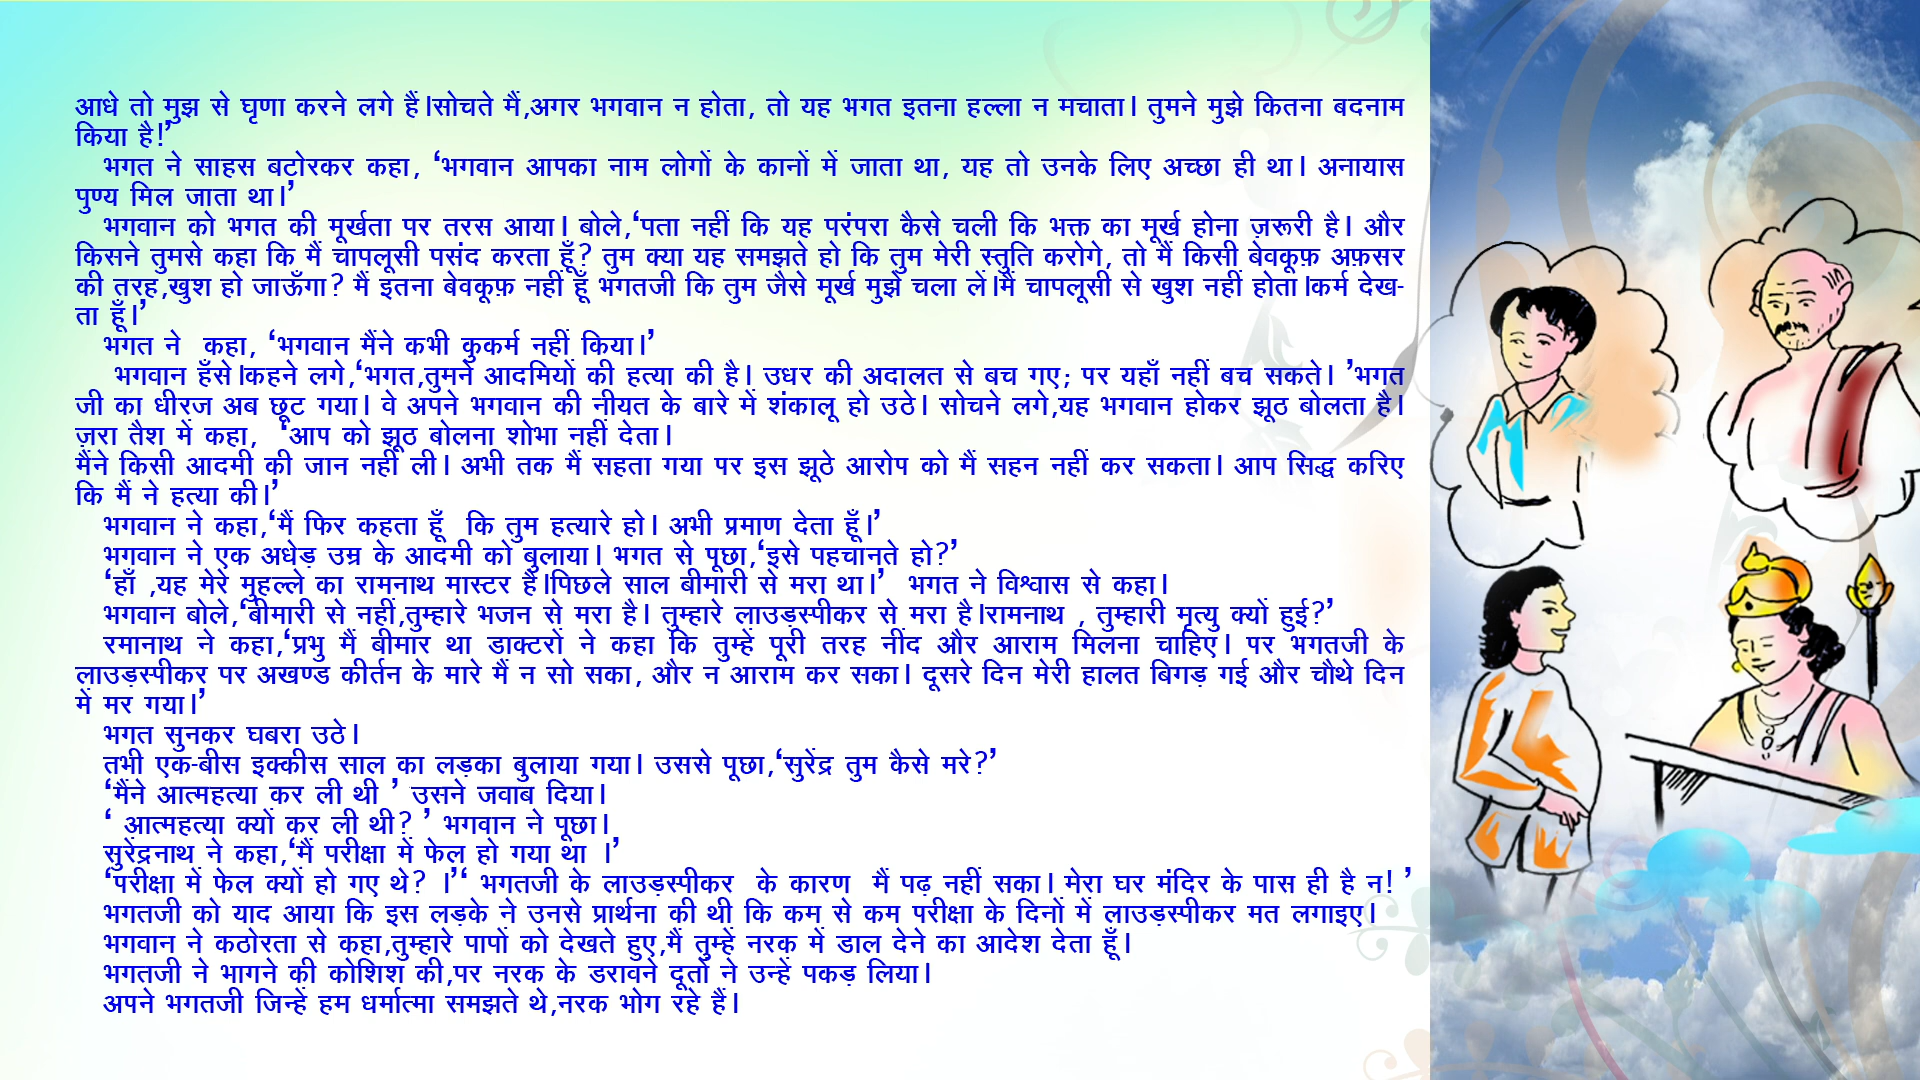 आधे तो मुझ से घृणा करने लगे हैं।सोचते मैं,अगर भगवान न होता, तो यह भगत इतना हल्ला न मचाता। तुमने मुझे कितना बदनाम
किया है!’
भगत ने साहस बटोरकर कहा, ‘भगवान आपका नाम लोगों के कानों में जाता था, यह तो उनके लिए अच्छा ही था। अनायास
पुण्य मिल जाता था।’
भगवान को भगत की मूर्खता पर तरस आया। बोले,‘पता नहीं कि यह परंपरा कैसे चली कि भक्त का मूर्ख होना ज़रूरी है। और
किसने तुमसे कहा कि मैं चापलूसी पसंद करता हूँ? तुम क्या यह समझते हो कि तुम मेरी स्तुति करोगे, तो मैं किसी बेवकूफ़ अफ़सर
की तरह,खुश हो जाऊँगा? मैं इतना बेवकूफ़ नहीं हूँ भगतजी कि तुम जैसे मूर्ख मुझे चला लें।मैं चापलूसी से खुश नहीं होता।कर्म देख-
ता हूँ।’
भगत ने कहा, ‘भगवान मैंने कभी कुकर्म नहीं किया।’
भगवान हँसे।कहने लगे,‘भगत,तुमने आदमियों की हत्या की है। उधर की अदालत से बच गए; पर यहाँ नहीं बच सकते। ’भगत
जी का धीरज अब छूट गया। वे अपने भगवान की नीयत के बारे में शंकालू हो उठे। सोचने लगे,यह भगवान होकर झूठ बोलता है।
ज़रा तैश में कहा, ‘आप को झूठ बोलना शोभा नहीं देता।
मैंने किसी आदमी की जान नहीं ली। अभी तक मैं सहता गया पर इस झूठे आरोप को मैं सहन नहीं कर सकता। आप सिद्ध करिए
कि मैं ने हत्या की।’
भगवान ने कहा,‘मैं फिर कहता हूँ कि तुम हत्यारे हो। अभी प्रमाण देता हूँ।’
भगवान ने एक अधेड़ उम्र के आदमी को बुलाया। भगत से पूछा,‘इसे पहचानते हो?’
‘हाँ ,यह मेरे मुहल्ले का रामनाथ मास्टर है।पिछले साल बीमारी से मरा था।’ भगत ने विश्वास से कहा।
भगवान बोले,‘बीमारी से नहीं,तुम्हारे भजन से मरा है। तुम्हारे लाउड़स्पीकर से मरा है।रामनाथ , तुम्हारी मृत्यु क्यों हुई?’
रमानाथ ने कहा,‘प्रभु मैं बीमार था डाक्टरों ने कहा कि तुम्हें पूरी तरह नींद और आराम मिलना चाहिए। पर भगतजी के
लाउड़स्पीकर पर अखण्ड कीर्तन के मारे मैं न सो सका, और न आराम कर सका। दूसरे दिन मेरी हालत बिगड़ गई और चौथे दिन
में मर गया।’
भगत सुनकर घबरा उठे।
तभी एक-बीस इक्कीस साल का लड़का बुलाया गया। उससे पूछा,‘सुरेंद्र तुम कैसे मरे?’
‘मैंने आत्महत्या कर ली थी ’ उसने जवाब दिया।
‘ आत्महत्या क्यों कर ली थी? ’ भगवान ने पूछा।
सुरेंद्रनाथ ने कहा,‘मैं परीक्षा में फेल हो गया था ।’
‘परीक्षा में फेल क्यों हो गए थे? ।’‘ भगतजी के लाउड़स्पीकर के कारण मैं पढ़ नहीं सका। मेरा घर मंदिर के पास ही है न! ’
भगतजी को याद आया कि इस लड़के ने उनसे प्रार्थना की थी कि कम से कम परीक्षा के दिनों में लाउड़स्पीकर मत लगाइए।
भगवान ने कठोरता से कहा,तुम्हारे पापों को देखते हुए,मैं तुम्हें नरक में डाल देने का आदेश देता हूँ।
भगतजी ने भागने की कोशिश की,पर नरक के डरावने दूतों ने उन्हें पकड़ लिया।
अपने भगतजी जिन्हें हम धर्मात्मा समझते थे,नरक भोग रहे हैं।